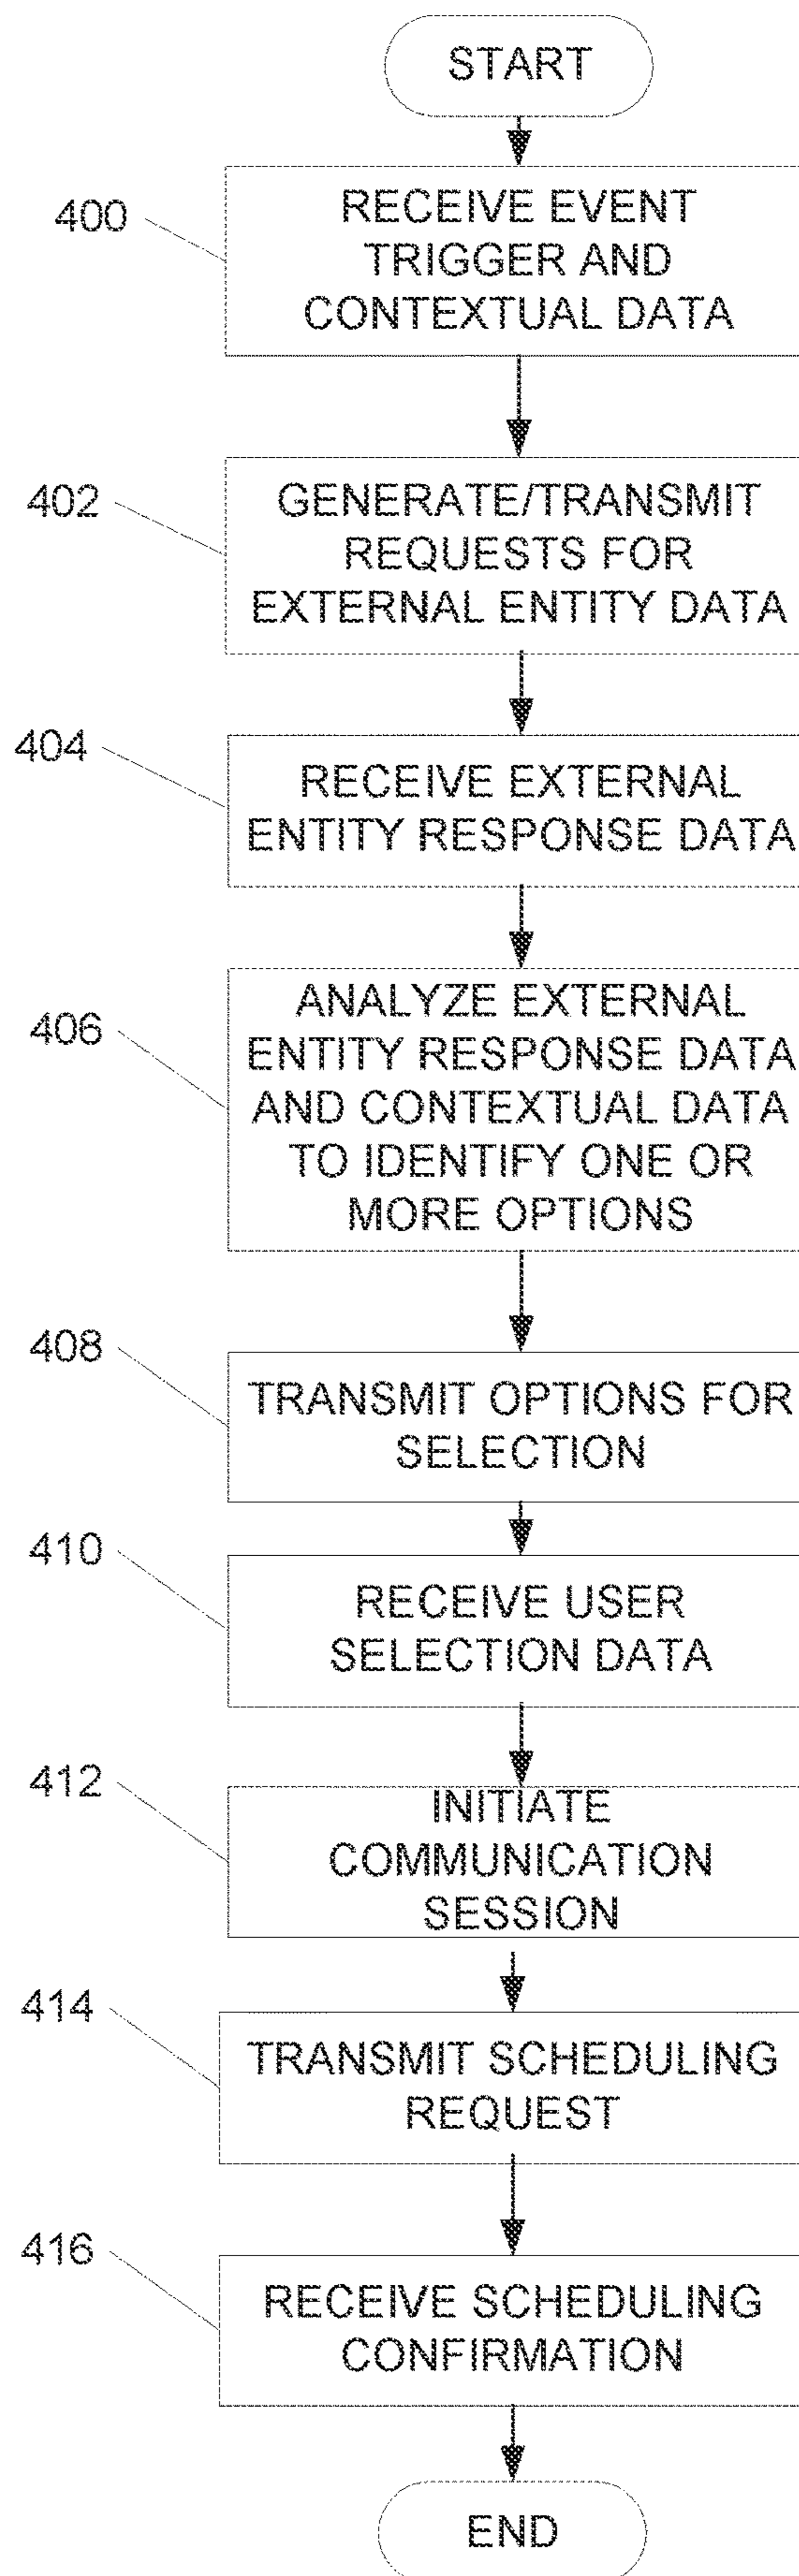 START
400
RECEIVE EVENT
TRIGGER AND
CONTEXTUAL DATA
402
GENERATE/TRANSMIT
REQUESTS FOR
EXTERNAL ENTITY DATA
404
RECEIVE EXTERNAL
ENTITY RESPONSE DATA
406
ANALYZE EXTERNAL
ENTITY RESPONSE DATA
AND CONTEXTUAL DATA
TO IDENTIFY ONE OR
MORE OPTIONS
408
TRANSMIT OPTIONS FOR
SELECTION
410
RECEIVE USER
SELECTION DATA
412
INITIATE
COMMUNICATION
SESSION
414
TRANSMIT SCHEDULING
REQUEST
416
RECEIVE SCHEDULING
CONFIRMATION
END